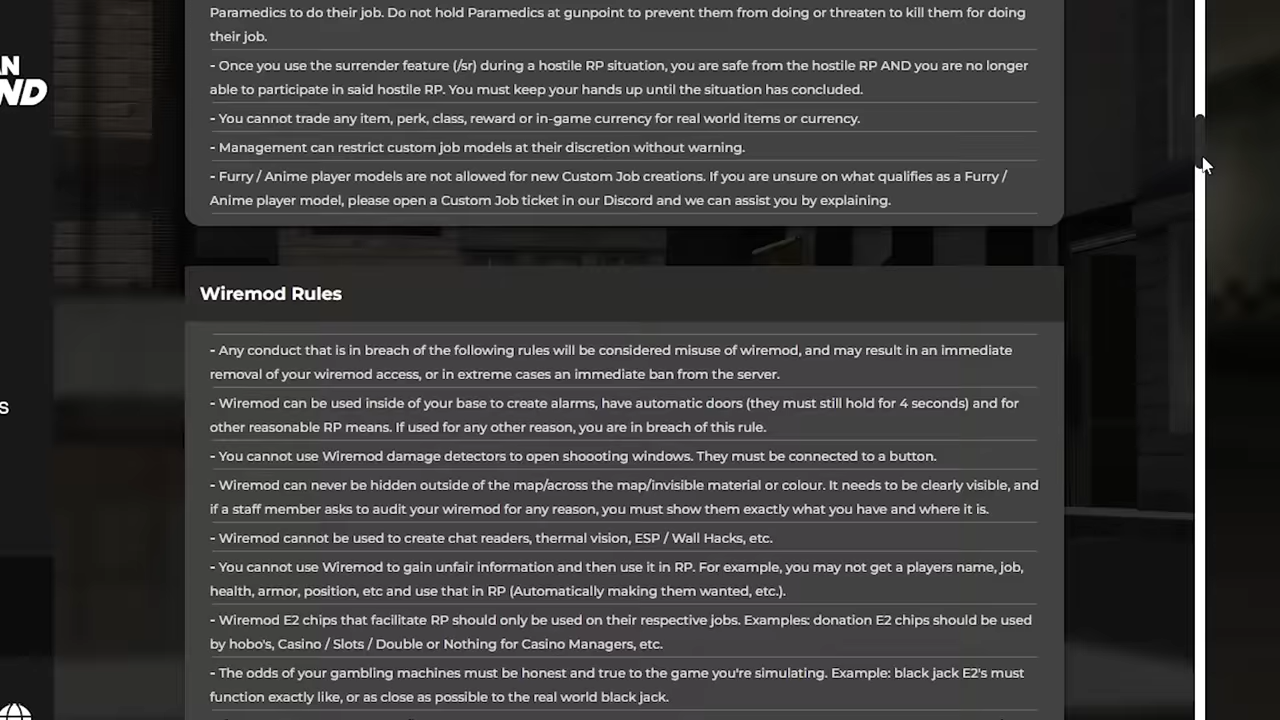 Paramedics to do their job. Do not hold Paramedics at gunpoint to prevent them from doing or threaten to kill them for doing
their job.
- Once you use the surrender feature (/sr) during a hostile RP situation, you are safe from the hostile RP AND you are no longer
able to participate in said hostile RP. You must keep your hands up until the situation has concluded.
- You cannot trade any item, perk, class, reward or in-game currency for real world items or currency.
- Management can restrict custom job models at their discretion without warning.
- Furry / Anime player models are not allowed for new Custom Job creations. If you are unsure on what qualifies as a Furry /
Anime player model, please open a Custom Job ticket in our Discord and we can assist you by explaining.
Wiremod Rules
- Any conduct that is in breach of the following rules will be considered misuse of wiremod, and may result in an immediate
removal of your wiremod access, or in extreme cases an immediate ban from the server.
- Wiremod can be used inside of your base to create alarms, have automatic doors (they must still hold for 4 seconds) and for
other reasonable RP means. If used for any other reason, you are in breach of this rule.
- You cannot use Wiremod damage detectors to open shoooting windows. They must be connected to a button.
- Wiremod can never be hidden outside of the map/across the map/invisible material or colour. It needs to be clearly visible, and
if a staff member asks to audit your wiremod for any reason, you must show them exactly what you have and where it is.
- Wiremod cannot be used to create chat readers, thermal vision, ESP / Wall Hacks, etc.
- You cannot use Wiremod to gain unfair information and then use it in RP. For example, you may not get a players name, job,
health, armor, position, etc and use that in RP (Automatically making them wanted, etc.).
- Wiremod E2 chips that facilitate RP should only be used on their respective jobs. Examples: donation E2 chips should be used
by hobo's, Casino / Slots / Double or Nothing for Casino Managers, etc.
- The odds of your gambling machines must be honest and true to the game you're simulating. Example: black jack E2's must
function exactly like, or as close as possible to the real world black jack.